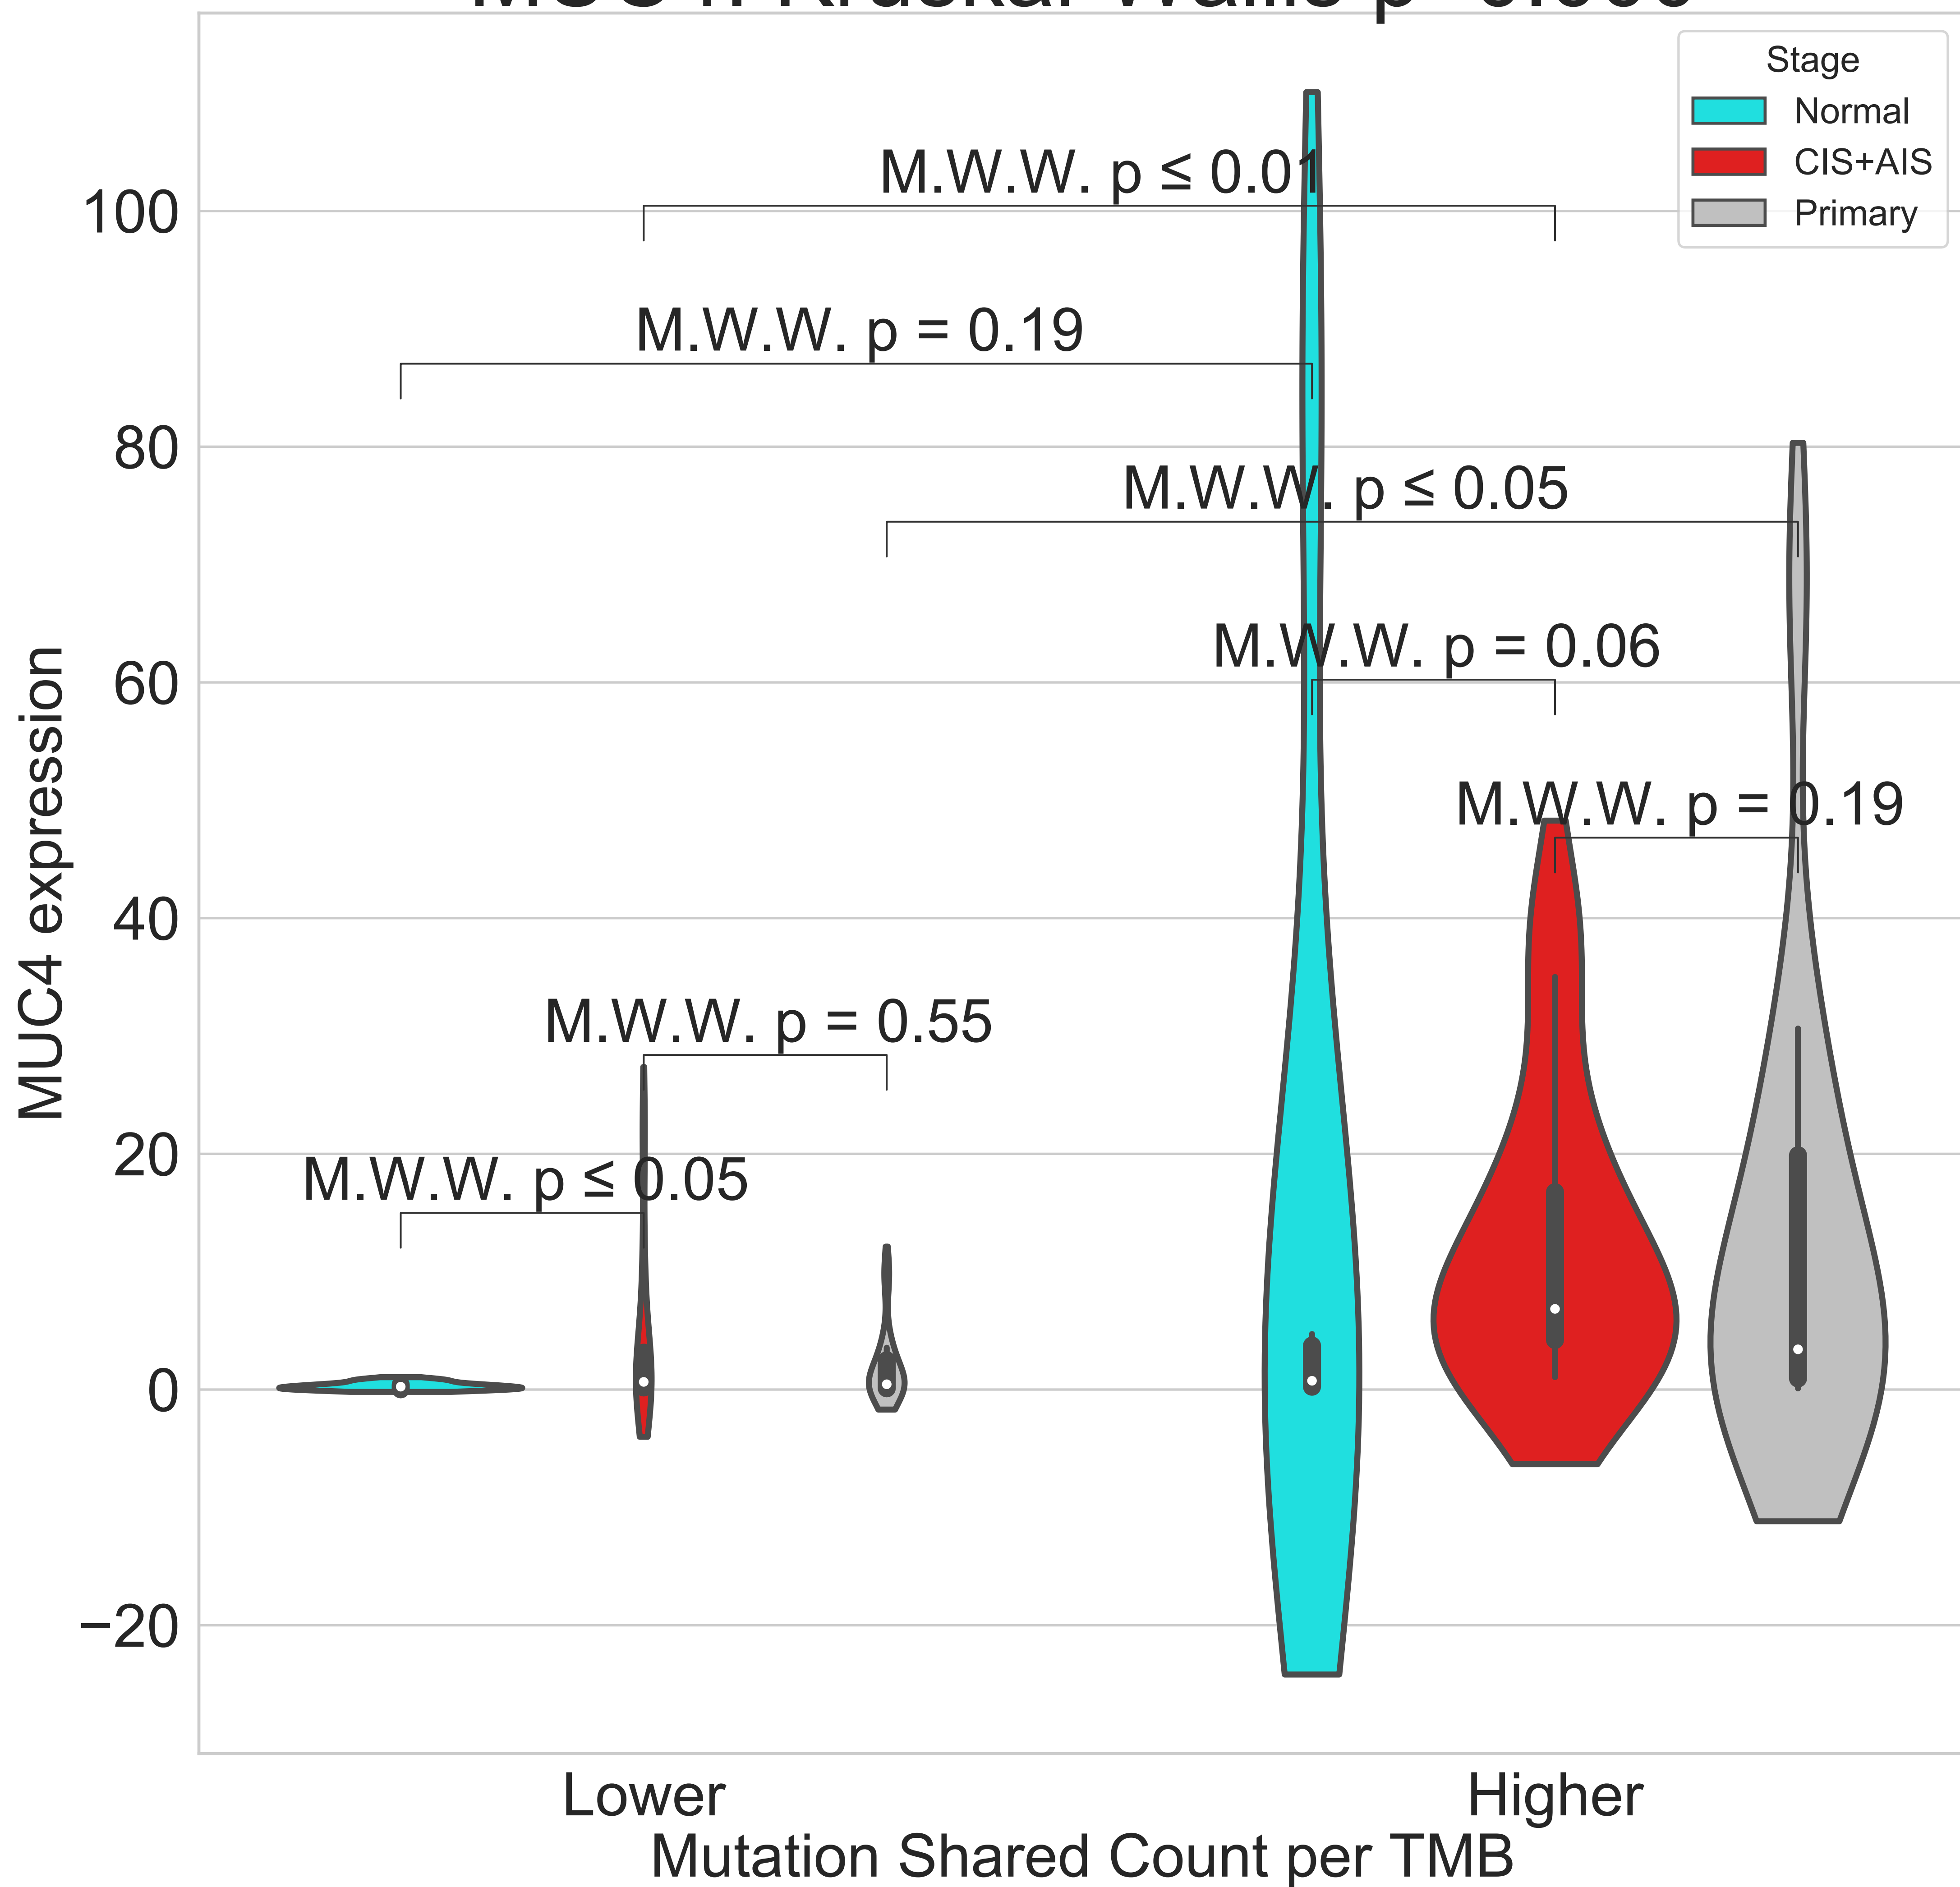 Stage
Normal
CIS+AIS
Primary
M.W.W. p ≤ 0.01
M.W.W. p = 0.19
M.W.W. p ≤ 0.05
M.W.W. p = 0.06
M.W.W. p = 0.19
M.W.W. p = 0.55
M.W.W. p ≤ 0.05
100
80
60
40
20
0
−20
MUC4 expression
Lower
Higher
Mutation Shared Count per TMB